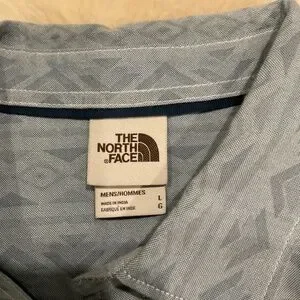 THE
NORTH
®FACE
MENS/HOMMES
MADE IN INDIA
FABRIQUÉ EN INDE
L
G